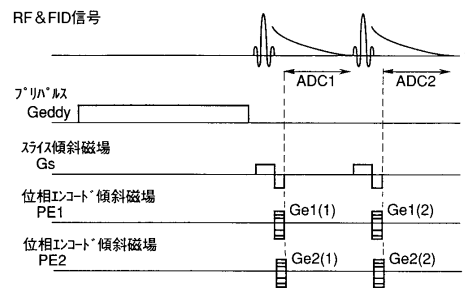 RF＆FID信号
ADC1 ADC2
ﾌﾟﾘﾊﾟﾙｽ
Geddy
ｽﾗｲｽ傾斜磁場
Gs
位相ｴﾝｺｰﾄﾞ傾斜磁場
PE1
Ge1(1) Ge1(2)
位相ｴﾝｺｰﾄﾞ傾斜磁場
PE2
Ge2(1) Ge2(2)